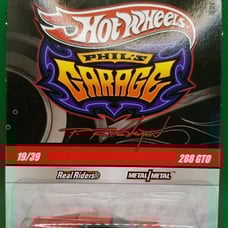 Hot Wheels
PHIL'S
GARAGE
19/39
288 GTO
Real Riders
METAL/METAL